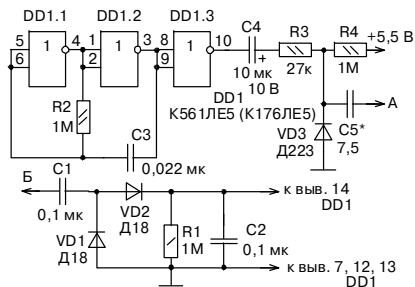 DD1.1 DD1.2 DD1.3
5 6 1 4 1 2 1 3 8 9 1 10
C4
+
10 мк
10 В
R3
27к
R4
1М
+5,5 В
DD1
К561ЛЕ5 (К176ЛЕ5)
R2
1М
C3
0,022 мк
VD3
Д223
C5*
7,5
А
Б
C1
0,1 мк
VD2
Д18
VD1
Д18
R1
1М
C2
0,1 мк
к выв. 14
DD1
к выв. 7, 12, 13
DD1